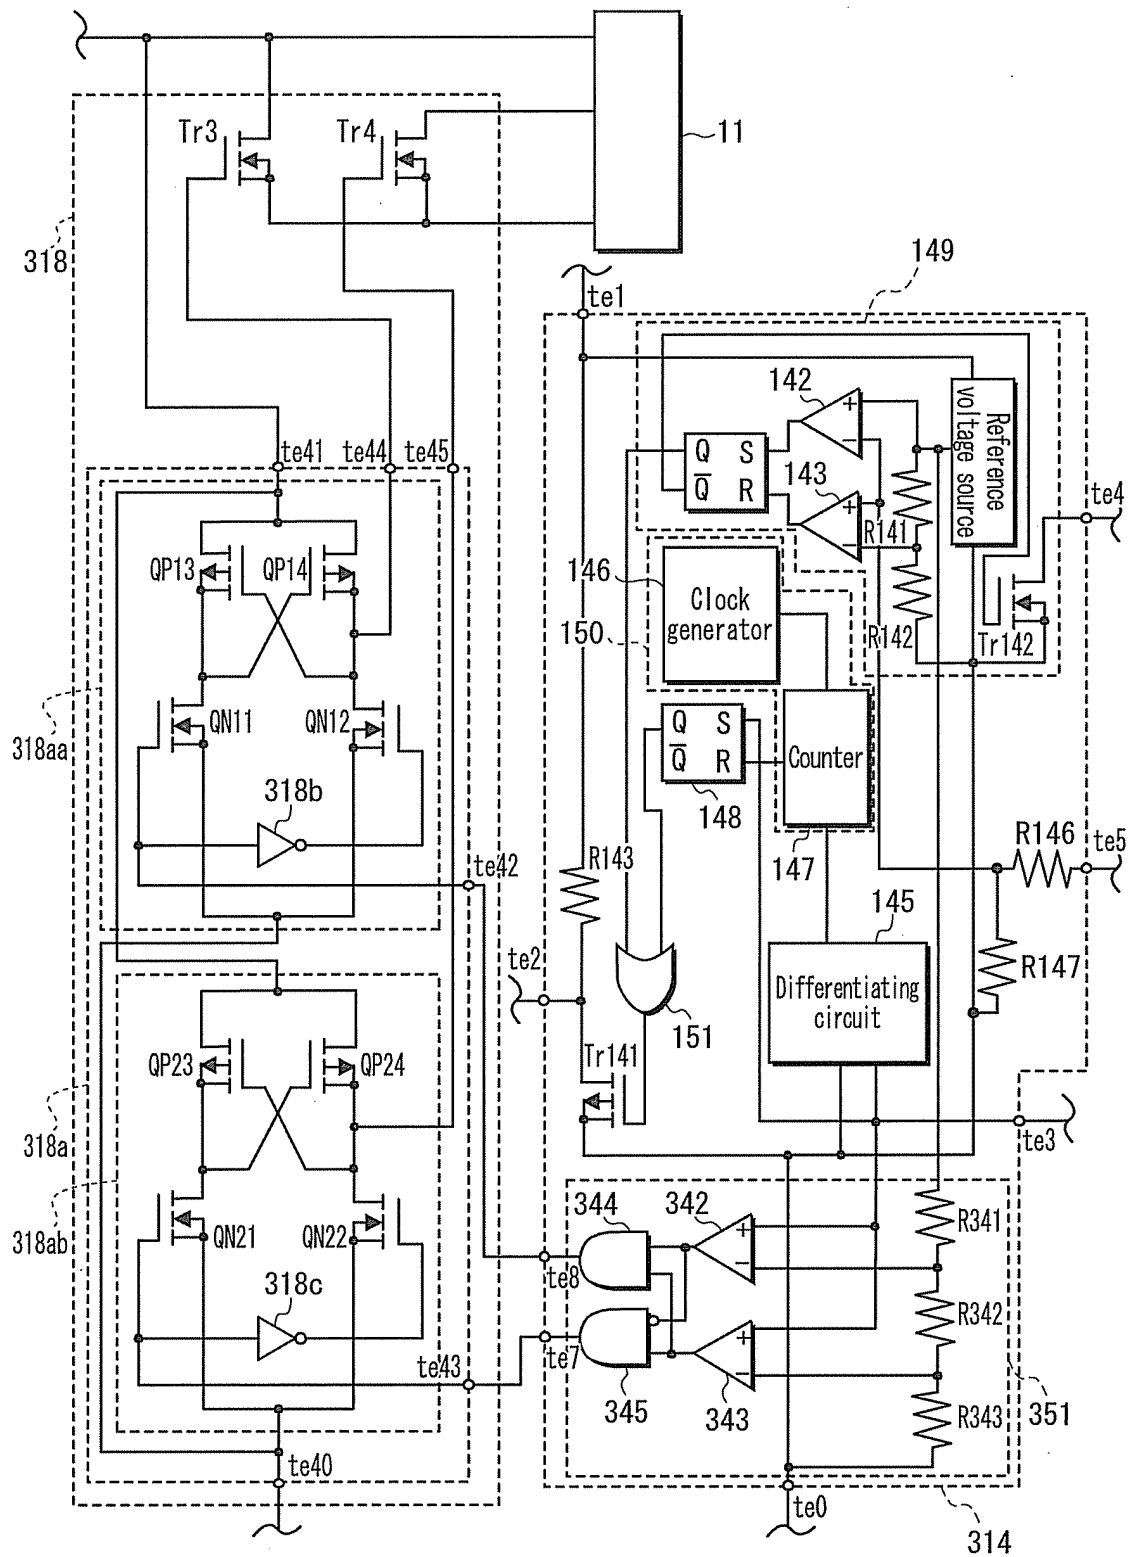 Tr3
Tr4
11
318
149
te1
142
Reference
voltage source
te41
te44
te45
Q
S
Q
R
143
te4
R141
QP13
QP14
146
Clock
generator
150
R142
Tr142
QN11
QN12
318aa
Q
S
Q
R
Counter
148
147
318b
R146
te5
R143
te42
145
te2
R147
Differentiating
circuit
151
Tr141
QP23
QP24
318a
te3
344
342
R341
318ab
QN21
QN22
te8
318c
R342
te7
te43
345
343
R343
351
te40
te0
314